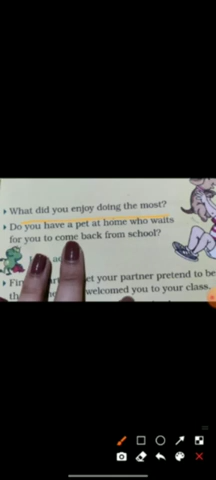 ▸ What did you enjoy doing the most?
▸ Do you have a pet at home who waits
for you to come back from school?
▸ et your partner pretend to be
welcomed you to your class.